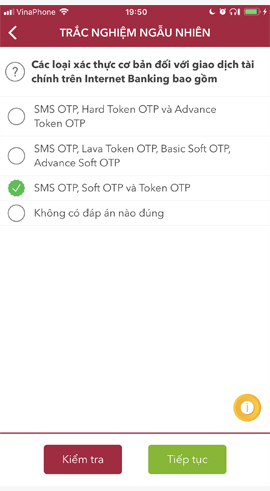 VinaPhone 19:50
TRẮC NGHIỆM NGẪU NHIÊN
? Các loại xác thực cơ bản đối với giao dịch tài
chính trên Internet Banking bao gồm
SMS OTP, Hard Token OTP và Advance
Token OTP
SMS OTP, Lava Token OTP, Basic Soft OTP,
Advance Soft OTP
SMS OTP, Soft OTP và Token OTP
Không có đáp án nào đúng
Kiểm tra Tiếp tục